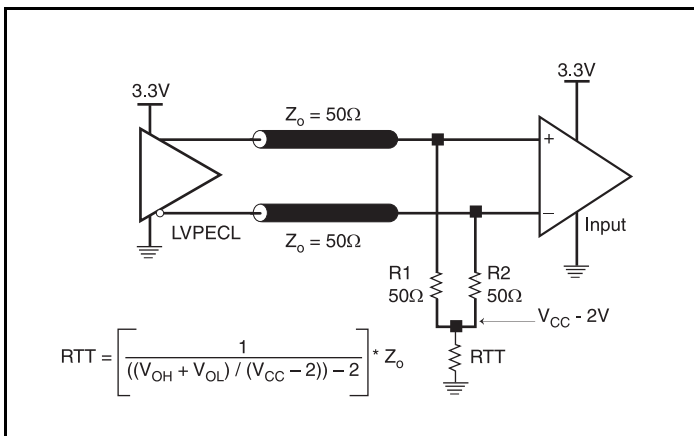 3.3V
3.3V
Zo = 50Ω
+
LVPECL
−
Input
Zo = 50Ω
R1
50Ω
R2
50Ω
VCC - 2V
RTT
RTT = [ 1 / ((VOH + VOL) / (VCC – 2)) – 2 ] * Zo